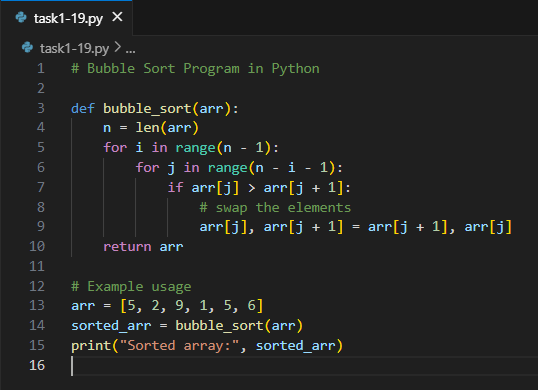 task1-19.py ×
task1-19.py > ...
1 # Bubble Sort Program in Python
2
3 def bubble_sort(arr):
4     n = len(arr)
5     for i in range(n - 1):
6         for j in range(n - i - 1):
7             if arr[j] > arr[j + 1]:
8                 # swap the elements
9                 arr[j], arr[j + 1] = arr[j + 1], arr[j]
10     return arr
11
12 # Example usage
13 arr = [5, 2, 9, 1, 5, 6]
14 sorted_arr = bubble_sort(arr)
15 print("Sorted array:", sorted_arr)
16